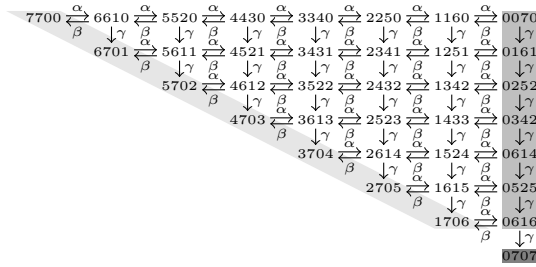 α α α α α α α
7700 ⇄ 6610 ⇄ 5520 ⇄ 4430 ⇄ 3340 ⇄ 2250 ⇄ 1160 ⇄ 0070
β ↓γ β ↓γ β ↓γ β ↓γ β ↓γ β ↓γ β ↓γ
α α α α α α
6701 ⇄ 5611 ⇄ 4521 ⇄ 3431 ⇄ 2341 ⇄ 1251 ⇄ 0161
β ↓γ β ↓γ β ↓γ β ↓γ β ↓γ β ↓γ
α α α α α
5702 ⇄ 4612 ⇄ 3522 ⇄ 2432 ⇄ 1342 ⇄ 0252
β ↓γ β ↓γ β ↓γ β ↓γ β ↓γ
α α α α
4703 ⇄ 3613 ⇄ 2523 ⇄ 1433 ⇄ 0342
β ↓γ β ↓γ β ↓γ β ↓γ
α α α
3704 ⇄ 2614 ⇄ 1524 ⇄ 0614
β ↓γ β ↓γ β ↓γ
α α
2705 ⇄ 1615 ⇄ 0525
β ↓γ β ↓γ
α
1706 ⇄ 0616
β ↓γ
0707